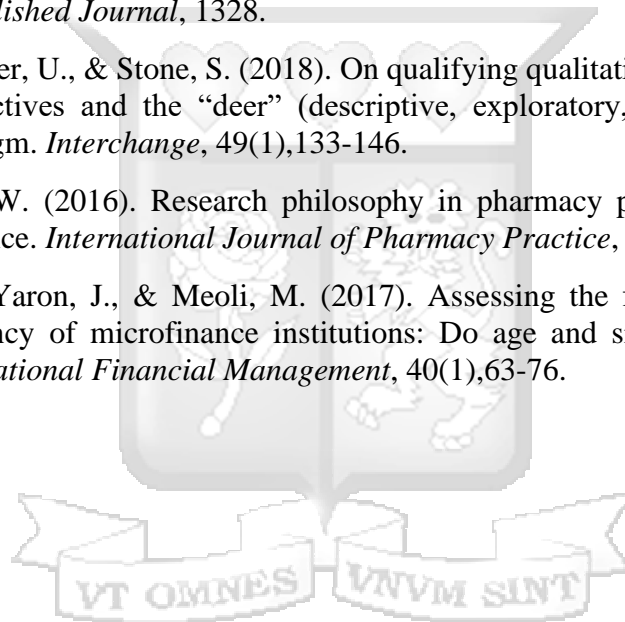 lished Journal, 1328.
er, U., & Stone, S. (2018). On qualifying qualitati
ctives and the “deer” (descriptive, exploratory,
gm. Interchange, 49(1),133-146.
W. (2016). Research philosophy in pharmacy p
ce. International Journal of Pharmacy Practice,
Yaron, J., & Meoli, M. (2017). Assessing the f
ncy of microfinance institutions: Do age and si
ational Financial Management, 40(1),63-76.
VT OMNES VNVM SINT